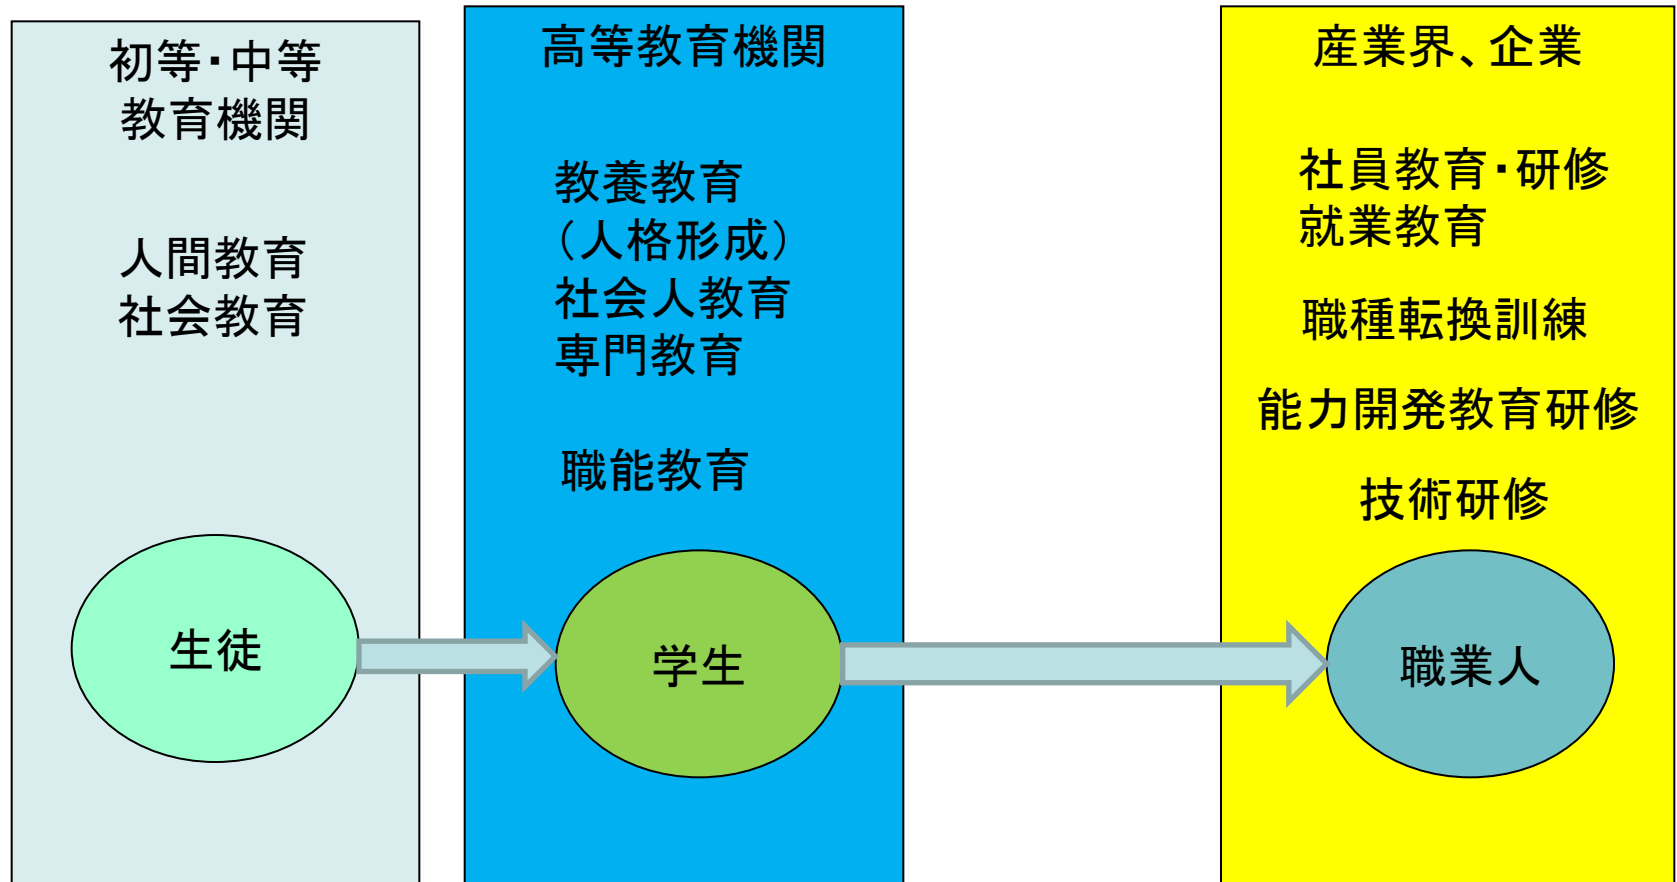 初等・中等
教育機関
人間教育
社会教育
生徒
高等教育機関
教養教育
（人格形成）
社会人教育
専門教育
職能教育
学生
産業界、企業
社員教育・研修
就業教育
職種転換訓練
能力開発教育研修
技術研修
職業人